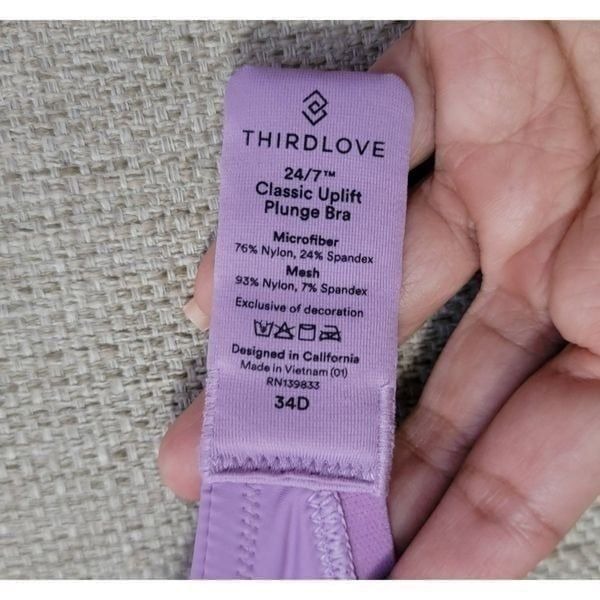 THIRDLOVE
24/7™
Classic Uplift
Plunge Bra
Microfiber
76% Nylon, 24% Spandex
Mesh
93% Nylon, 7% Spandex
Exclusive of decoration
Designed in California
Made in Vietnam (01)
RN139833
34D